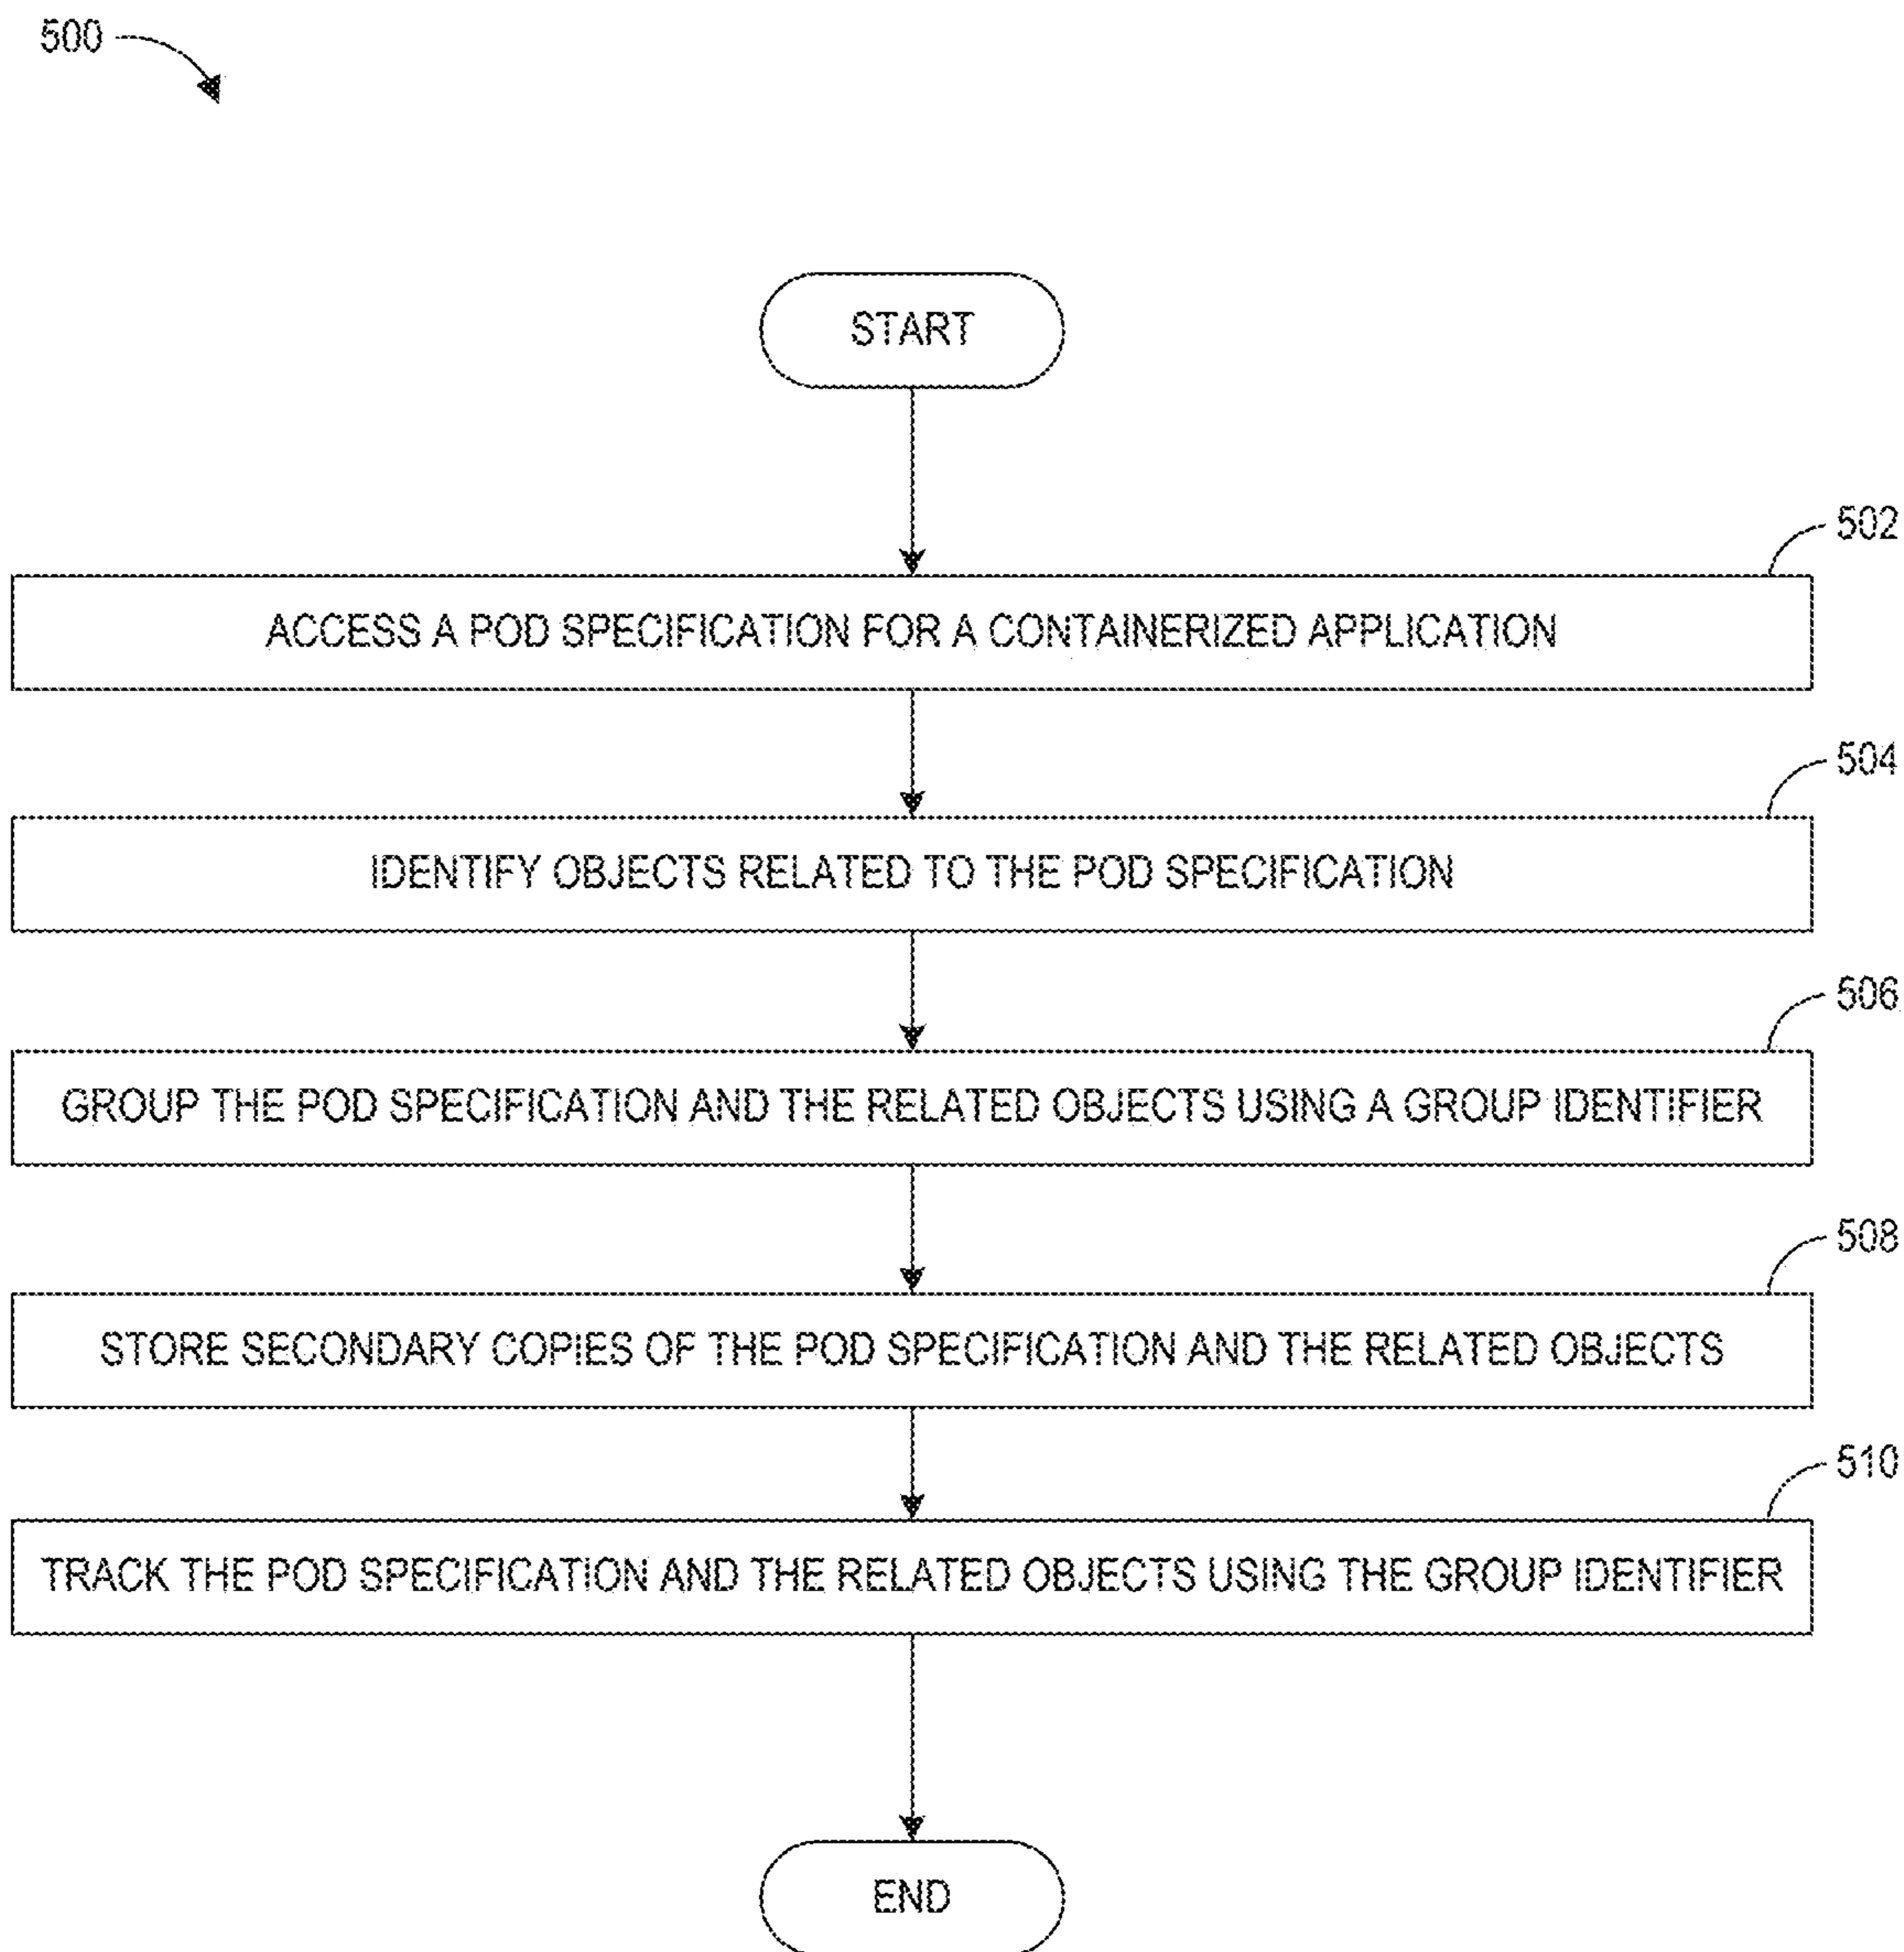 500
START
502
ACCESS A POD SPECIFICATION FOR A CONTAINERIZED APPLICATION
504
IDENTIFY OBJECTS RELATED TO THE POD SPECIFICATION
506
GROUP THE POD SPECIFICATION AND THE RELATED OBJECTS USING A GROUP IDENTIFIER
508
STORE SECONDARY COPIES OF THE POD SPECIFICATION AND THE RELATED OBJECTS
510
TRACK THE POD SPECIFICATION AND THE RELATED OBJECTS USING THE GROUP IDENTIFIER
END